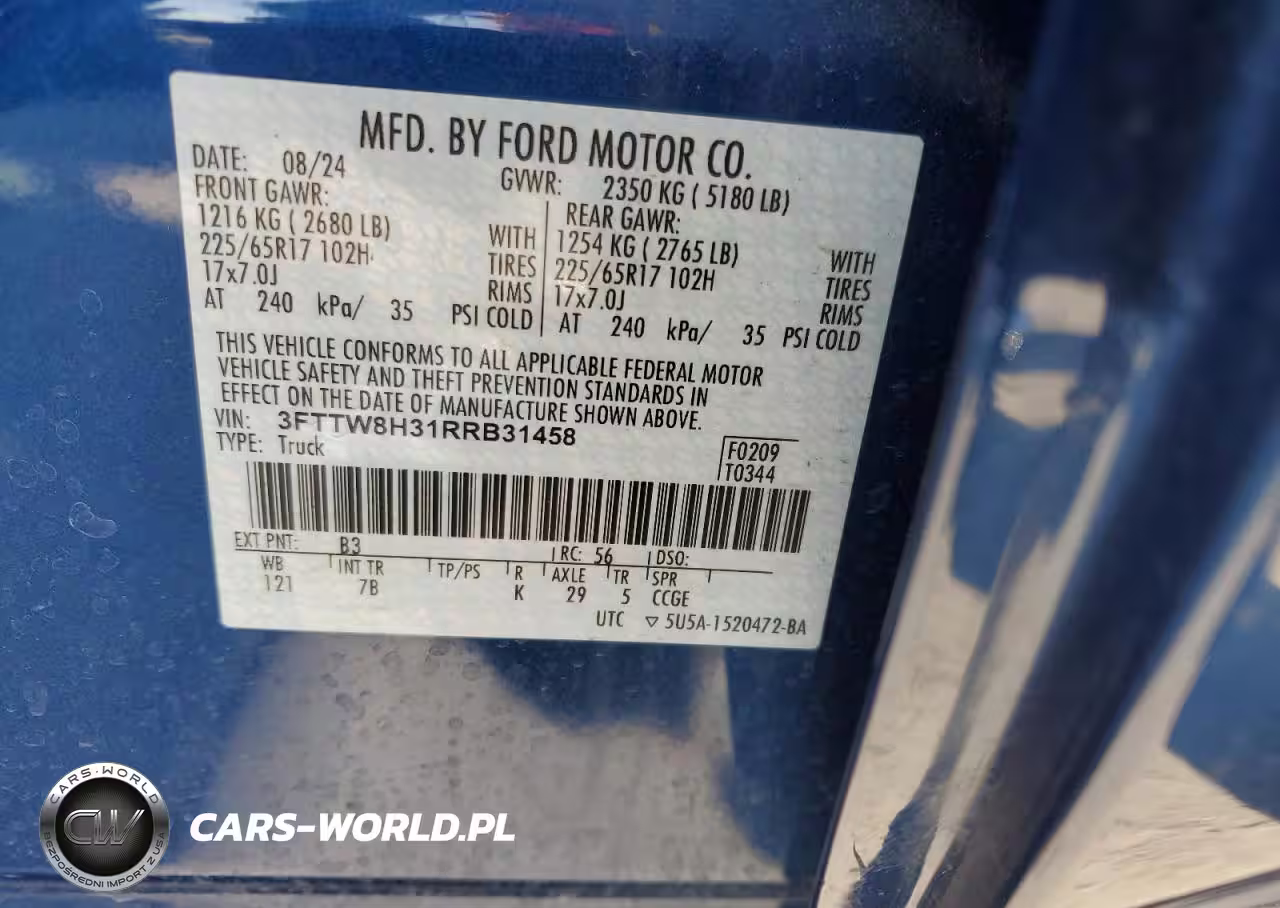 MFD. BY FORD MOTOR CO.
DATE: 08/24 GVWR: 2350 KG ( 5180 LB)
FRONT GAWR: REAR GAWR:
1216 KG ( 2680 LB) WITH 1254 KG ( 2765 LB) WITH
225/65R17 102H TIRES 225/65R17 102H TIRES
17x7.0J RIMS 17x7.0J RIMS
AT 240 kPa/ 35 PSI COLD AT 240 kPa/ 35 PSI COLD
THIS VEHICLE CONFORMS TO ALL APPLICABLE FEDERAL MOTOR
VEHICLE SAFETY AND THEFT PREVENTION STANDARDS IN
EFFECT ON THE DATE OF MANUFACTURE SHOWN ABOVE.
VIN: 3FTTW8H31RRB31458
TYPE: Truck
F0209
T0344
EXT PNT: B3 RC: 56 DSO:
WB INT TR TP/PS R AXLE TR SPR
121 7B K 29 5 CCGE
UTC ▽ 5U5A-1520472-BA
CARS-WORLD
CW
BEZPOŚREDNI IMPORT Z USA
CARS-WORLD.PL